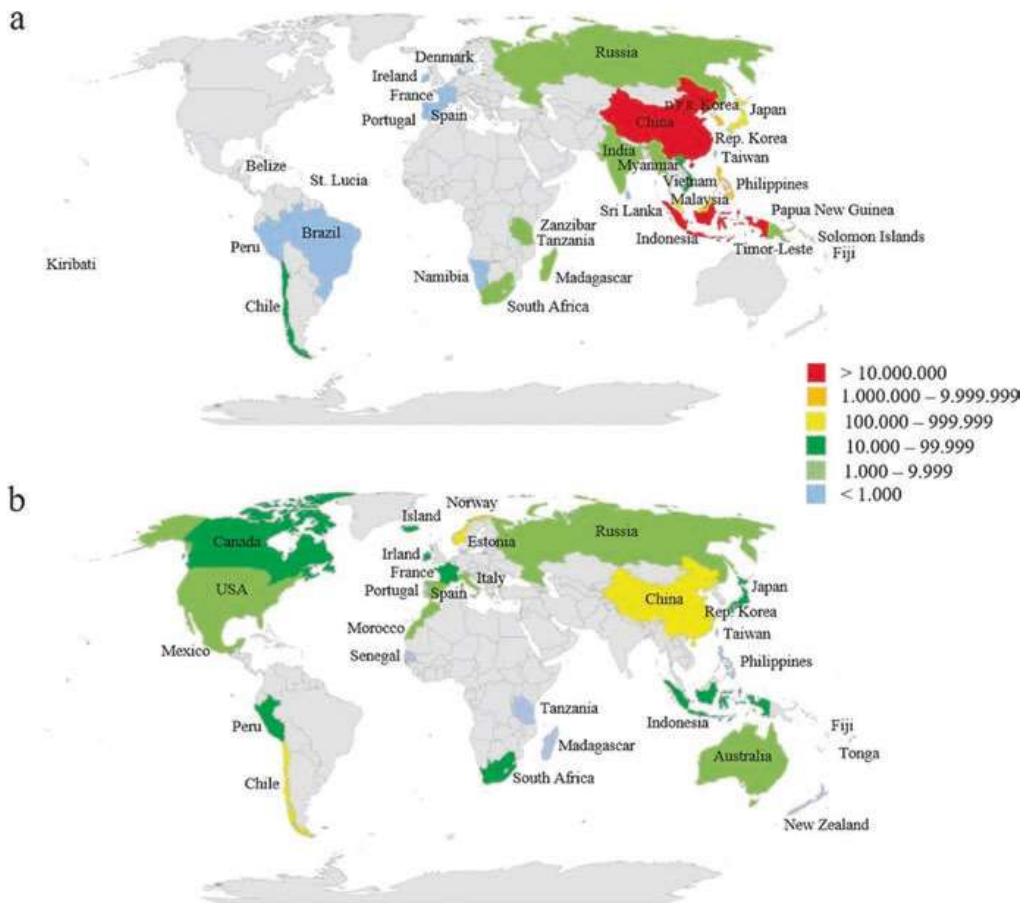 a
Denmark
Russia
Ireland
France
Spain
Portugal
D.P.R. Korea
Japan
China
Rep. Korea
Taiwan
India
Myanmar
Vietnam
Philippines
Malaysia
Sri Lanka
Papua New Guinea
Indonesia
Timor-Leste
Solomon Islands
Fiji
Belize
St. Lucia
Brazil
Peru
Kiribati
Chile
Zanzibar
Tanzania
Namibia
Madagascar
South Africa
> 10.000.000
1.000.000 – 9.999.999
100.000 – 999.999
10.000 – 99.999
1.000 – 9.999
< 1.000
b
Norway
Island
Russia
Canada
Estonia
Irland
France
Italy
USA
Portugal
Spain
China
Japan
Rep. Korea
Morocco
Taiwan
Mexico
Senegal
Philippines
Peru
Tanzania
Indonesia
Fiji
Madagascar
Tonga
Chile
South Africa
Australia
New Zealand